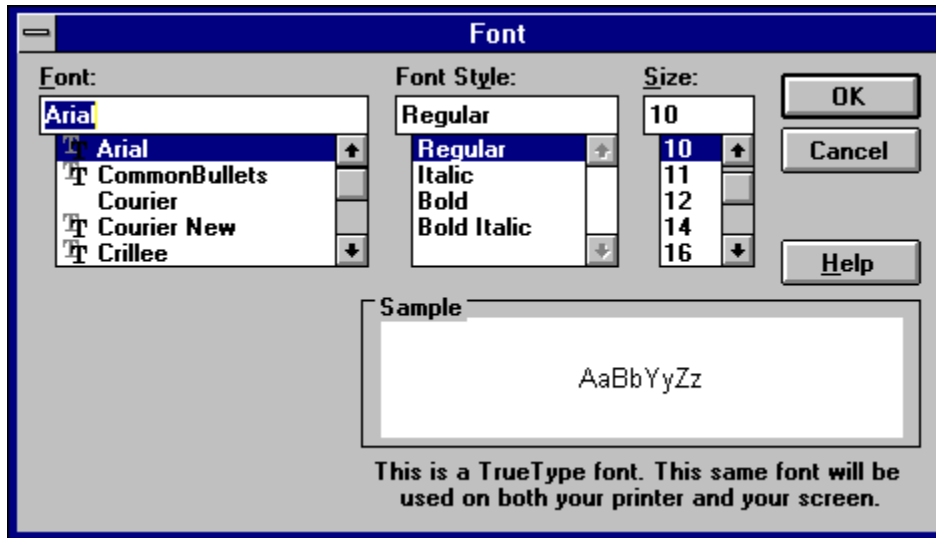 Font
Font:
Arial
Arial
CommonBullets
Courier
Courier New
Crillee
Font Style:
Regular
Regular
Italic
Bold
Bold Italic
Size:
10
10
11
12
14
16
OK
Cancel
Help
Sample
AaBbYyZz
This is a TrueType font. This same font will be
used on both your printer and your screen.